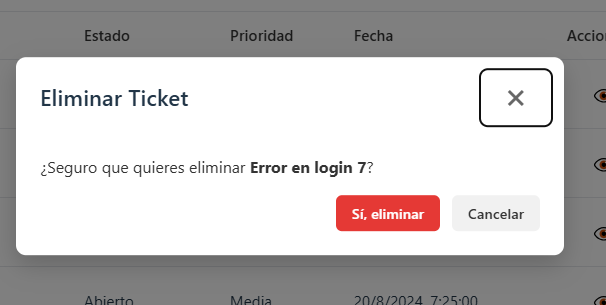 Estado Prioridad Fecha Accio
Eliminar Ticket
¿Seguro que quieres eliminar Error en login 7?
Sí, eliminar Cancelar
Abierto Media 20/8/2024, 7:25:00